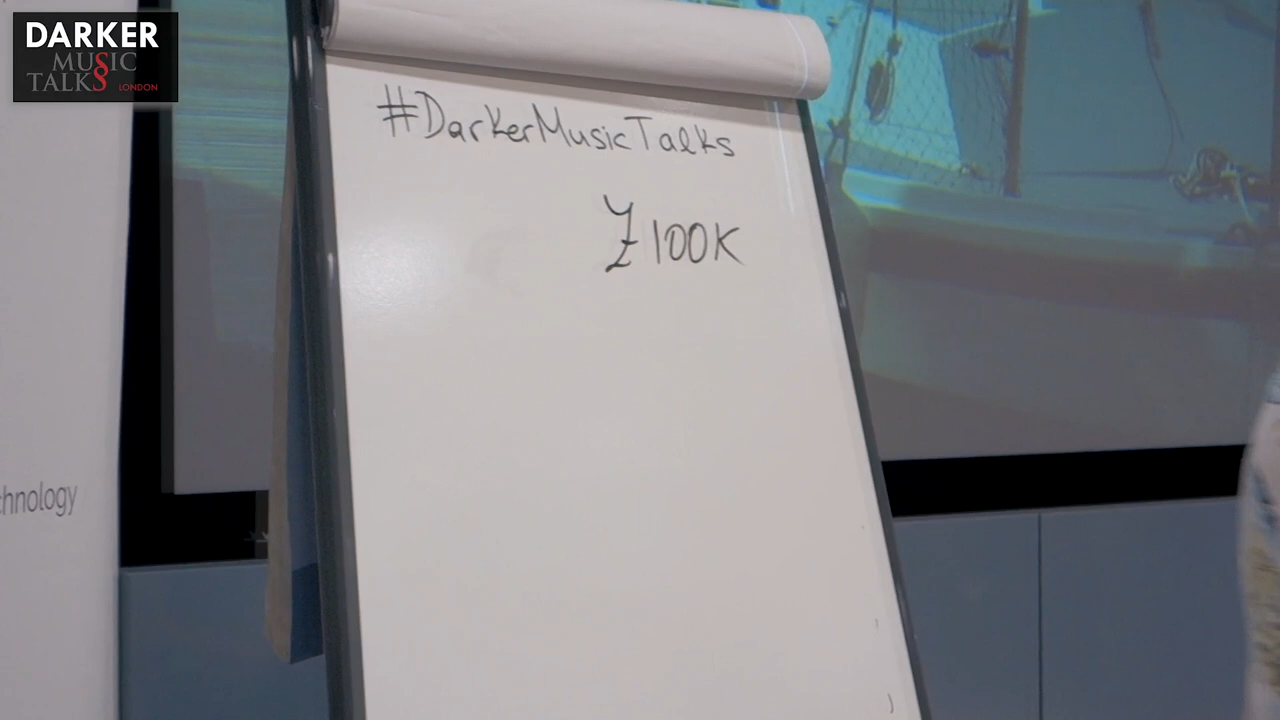 DARKER
MUSIC
TALKS
LONDON
#DarkerMusicTalks
£100K
chnology